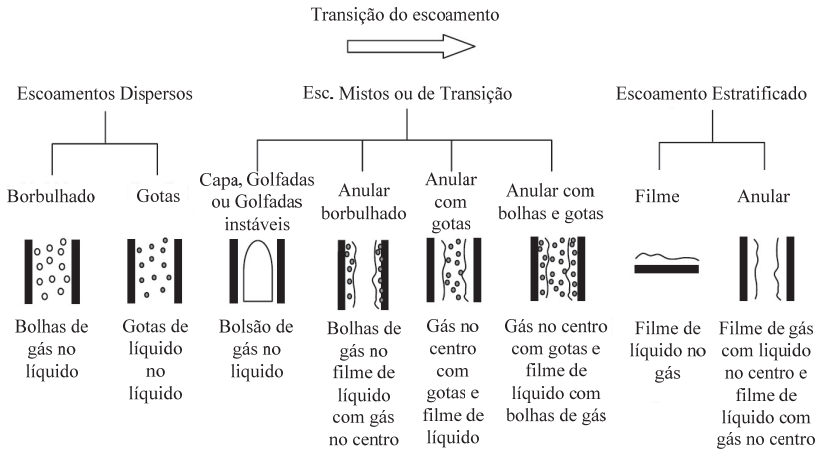 Transição do escoamento
Escoamentos Dispersos
Esc. Mistos ou de Transição
Escoamento Estratificado
Borbulhado
Gotas
Capa, Golfadas
ou Golfadas
instáveis
Anular
borbulhado
Anular
com
gotas
Anular com
bolhas e gotas
Filme
Anular
Bolhas de
gás no
líquido
Gotas de
líquido
no
líquido
Bolsão de
gás no
liquido
Bolhas de
gás no
filme de
líquido
com gás
no centro
Gás no
centro
com
gotas e
filme de
líquido
Gás no centro
com gotas e
filme de
líquido com
bolhas de gás
Filme de
líquido no
gás
Filme de gás
com liquido
no centro e
filme de
líquido com
gás no centro